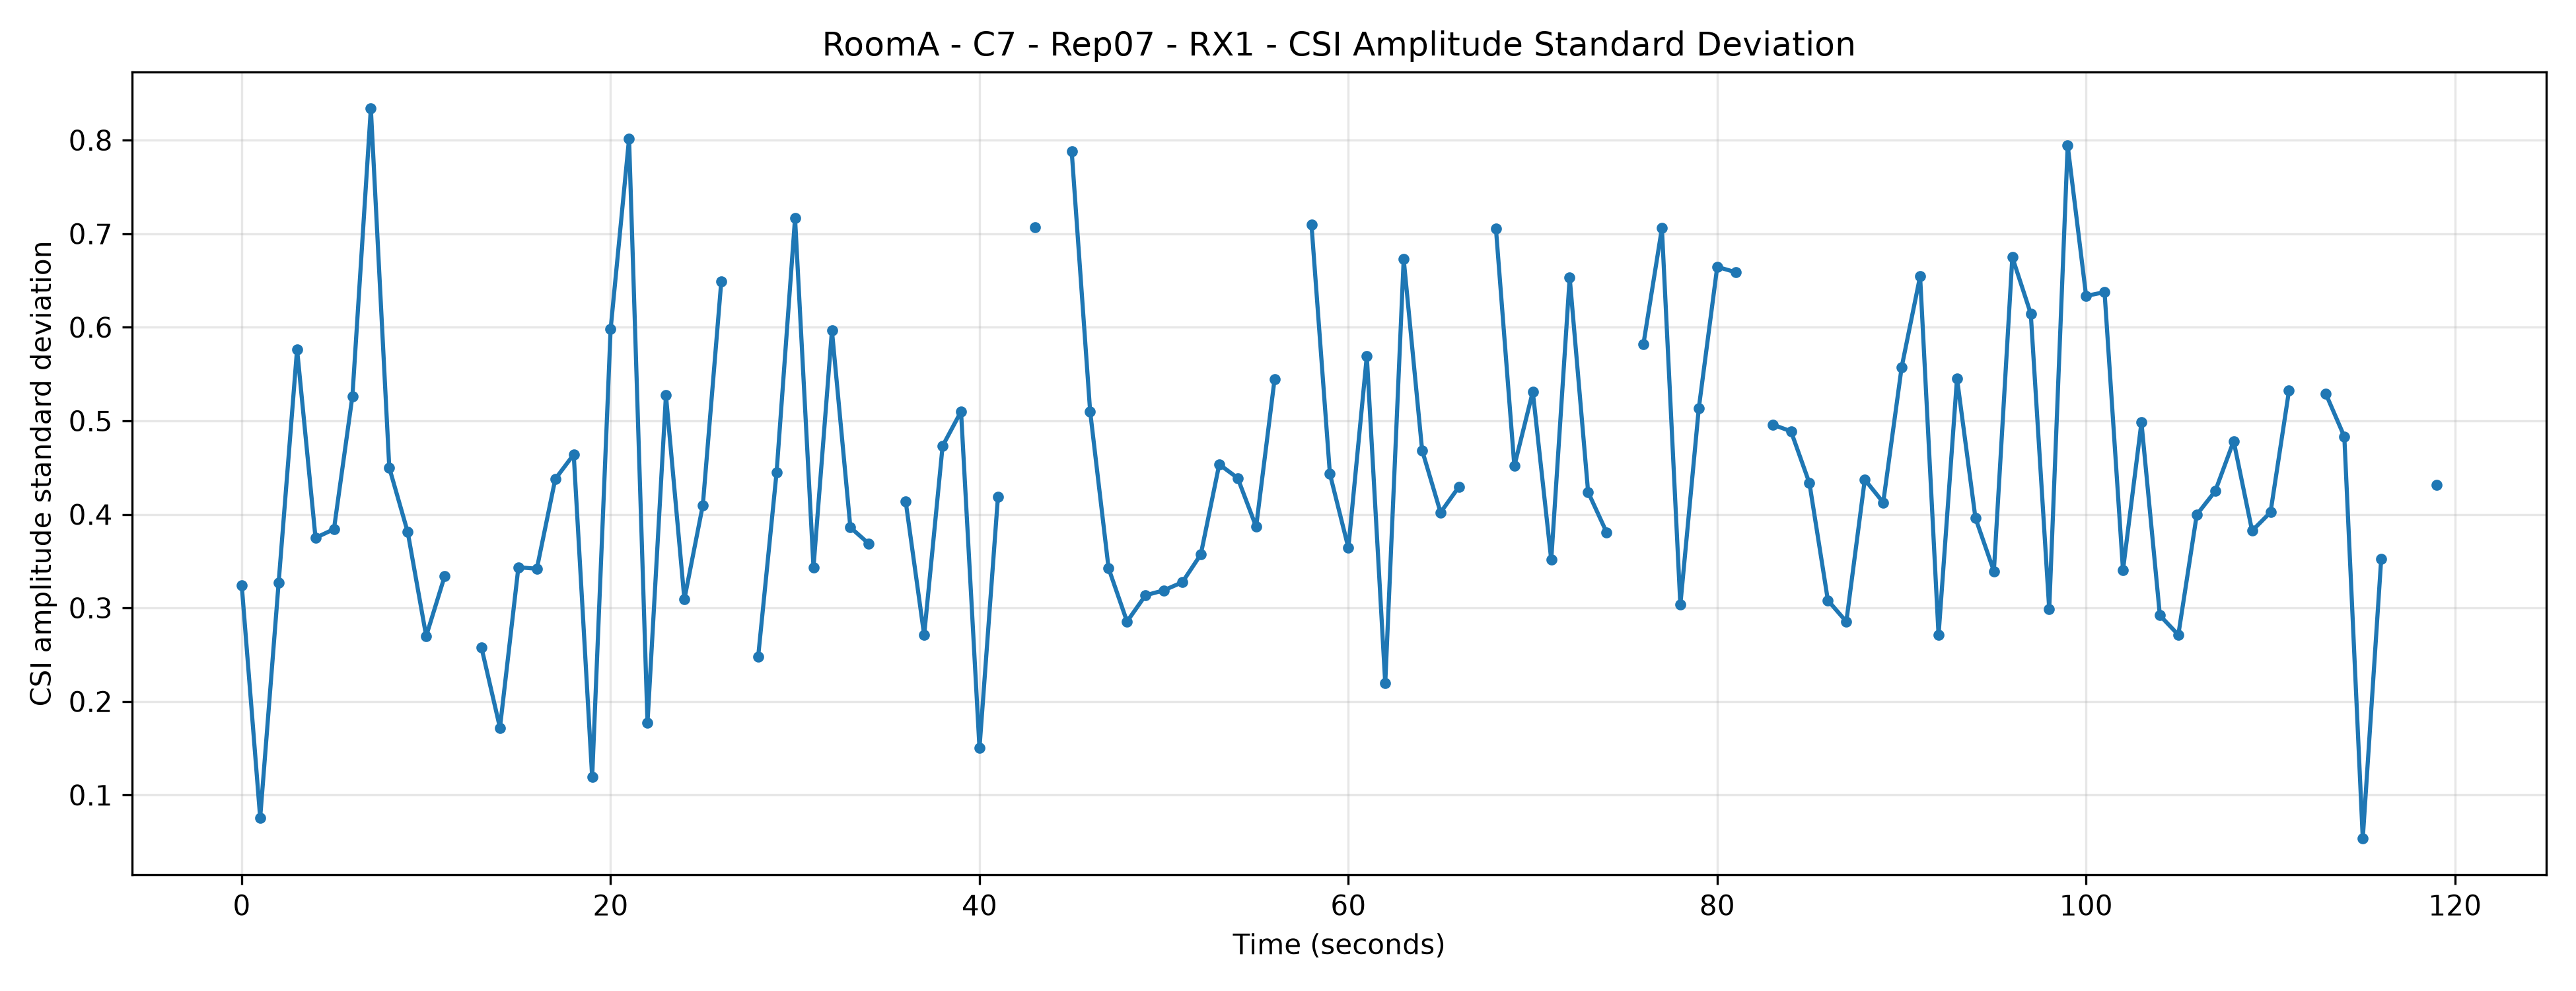 RoomA - C7 - Rep07 - RX1 - CSI Amplitude Standard Deviation
CSI amplitude standard deviation
0.8
0.7
0.6
0.5
0.4
0.3
0.2
0.1
0 20 40 60 80 100 120
Time (seconds)